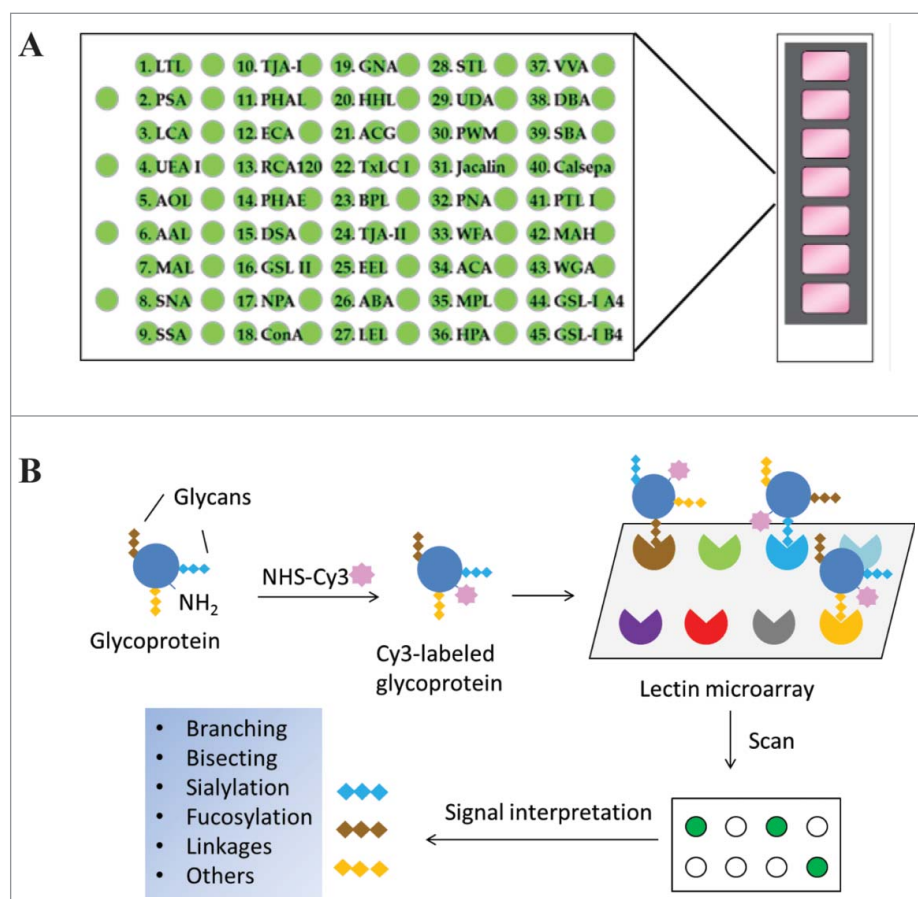 A
1. LTL 10. TJA-I 19. GNA 28. STL 37. VVA
2. PSA 11. PHAL 20. HHL 29. UDA 38. DBA
3. LCA 12. ECA 21. ACG 30. PWM 39. SBA
4. UEA I 13. RCA120 22. TxLC I 31. Jacalin 40. Calsepa
5. AOL 14. PHAE 23. BPL 32. PNA 41. PTL I
6. AAL 15. DSA 24. TJA-II 33. WFA 42. MAH
7. MAL 16. GSL II 25. EEL 34. ACA 43. WGA
8. SNA 17. NPA 26. ABA 35. MPL 44. GSL-I A4
9. SSA 18. ConA 27. LEL 36. HPA 45. GSL-I B4
B
Glycans
NH2
Glycoprotein
NHS-Cy3
Cy3-labeled
glycoprotein
Lectin microarray
Scan
Signal interpretation
• Branching
• Bisecting
• Sialylation
• Fucosylation
• Linkages
• Others